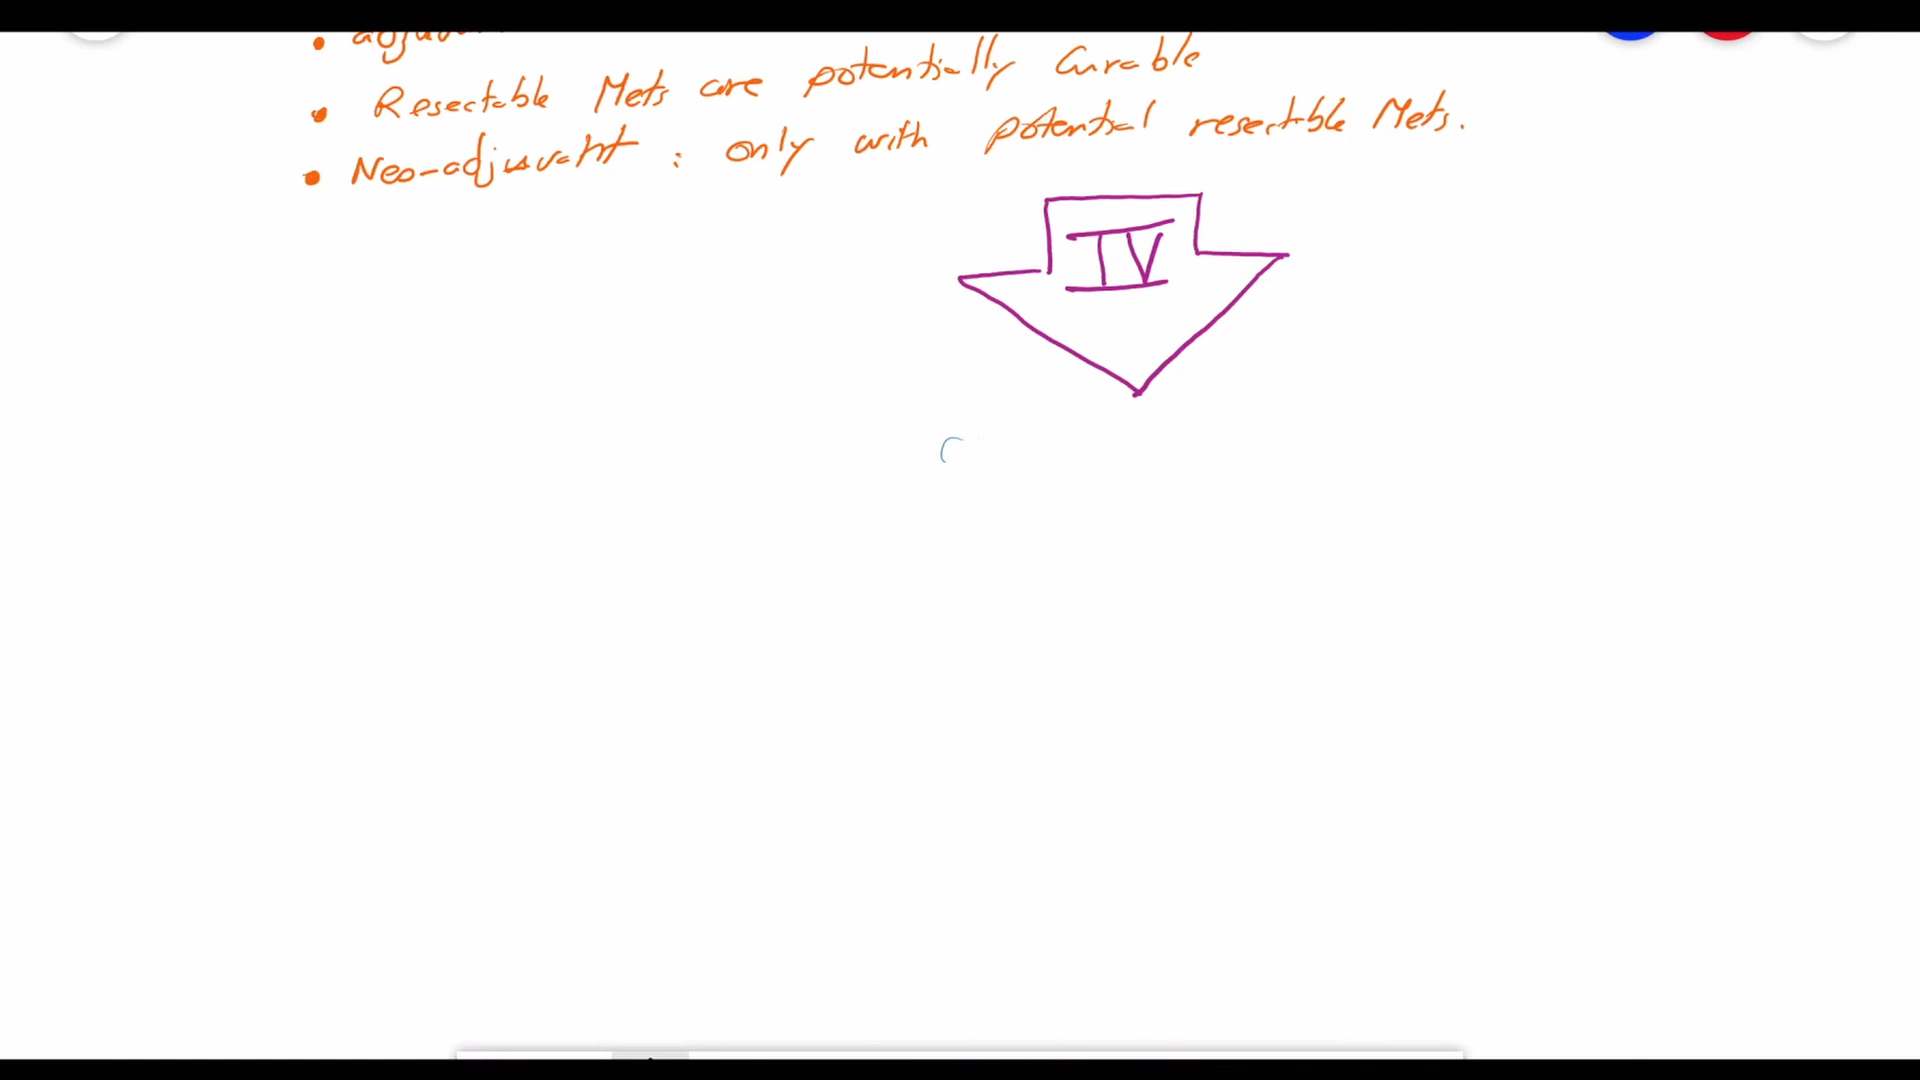 • Resectable Mets are potentially Curable
• Neo-adjuvant : only with potential resectable Mets.
IV